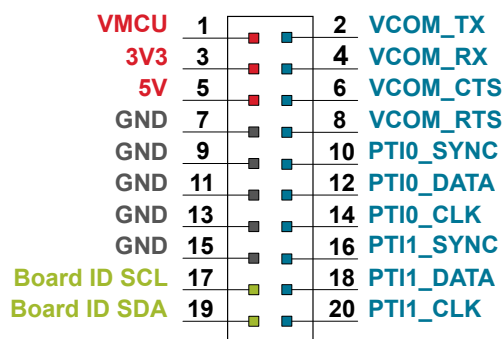 VMCU 1 2 VCOM_TX
3V3 3 4 VCOM_RX
5V 5 6 VCOM_CTS
GND 7 8 VCOM_RTS
GND 9 10 PTI0_SYNC
GND 11 12 PTI0_DATA
GND 13 14 PTI0_CLK
GND 15 16 PTI1_SYNC
Board ID SCL 17 18 PTI1_DATA
Board ID SDA 19 20 PTI1_CLK